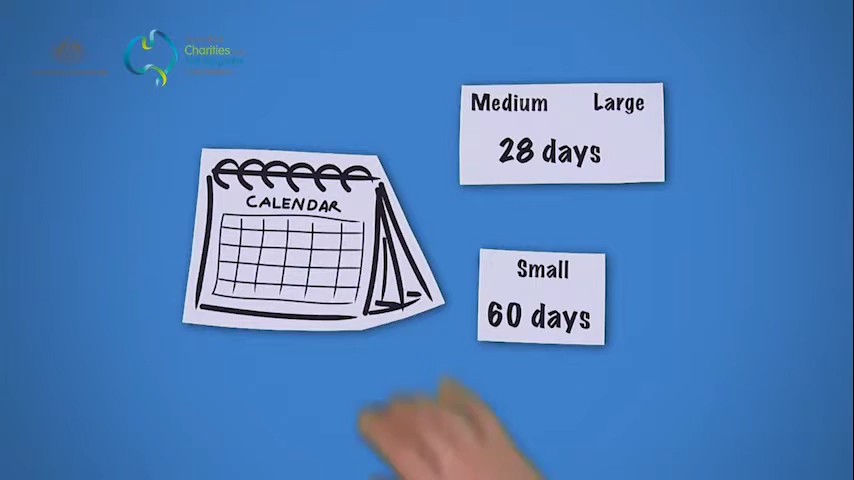 Charities
CALENDAR
Medium Large
28 days
Small
60 days